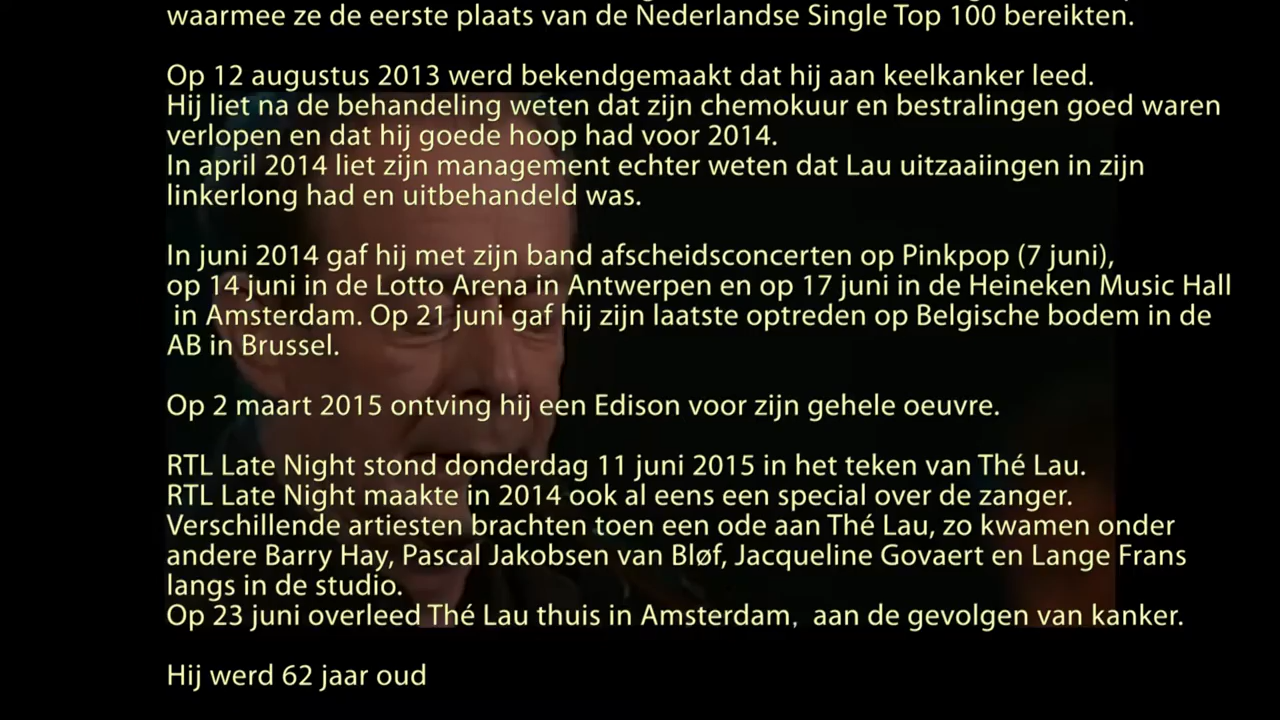 waarmee ze de eerste plaats van de Nederlandse Single Top 100 bereikten.
Op 12 augustus 2013 werd bekendgemaakt dat hij aan keelkanker leed.
Hij liet na de behandeling weten dat zijn chemokuur en bestralingen goed waren
verlopen en dat hij goede hoop had voor 2014.
In april 2014 liet zijn management echter weten dat Lau uitzaaiingen in zijn
linkerlong had en uitbehandeld was.
In juni 2014 gaf hij met zijn band afscheidsconcerten op Pinkpop (7 juni),
op 14 juni in de Lotto Arena in Antwerpen en op 17 juni in de Heineken Music Hall
in Amsterdam. Op 21 juni gaf hij zijn laatste optreden op Belgische bodem in de
AB in Brussel.
Op 2 maart 2015 ontving hij een Edison voor zijn gehele oeuvre.
RTL Late Night stond donderdag 11 juni 2015 in het teken van Thé Lau.
RTL Late Night maakte in 2014 ook al eens een special over de zanger.
Verschillende artiesten brachten toen een ode aan Thé Lau, zo kwamen onder
andere Barry Hay, Pascal Jakobsen van Bløf, Jacqueline Govaert en Lange Frans
langs in de studio.
Op 23 juni overleed Thé Lau thuis in Amsterdam, aan de gevolgen van kanker.
Hij werd 62 jaar oud